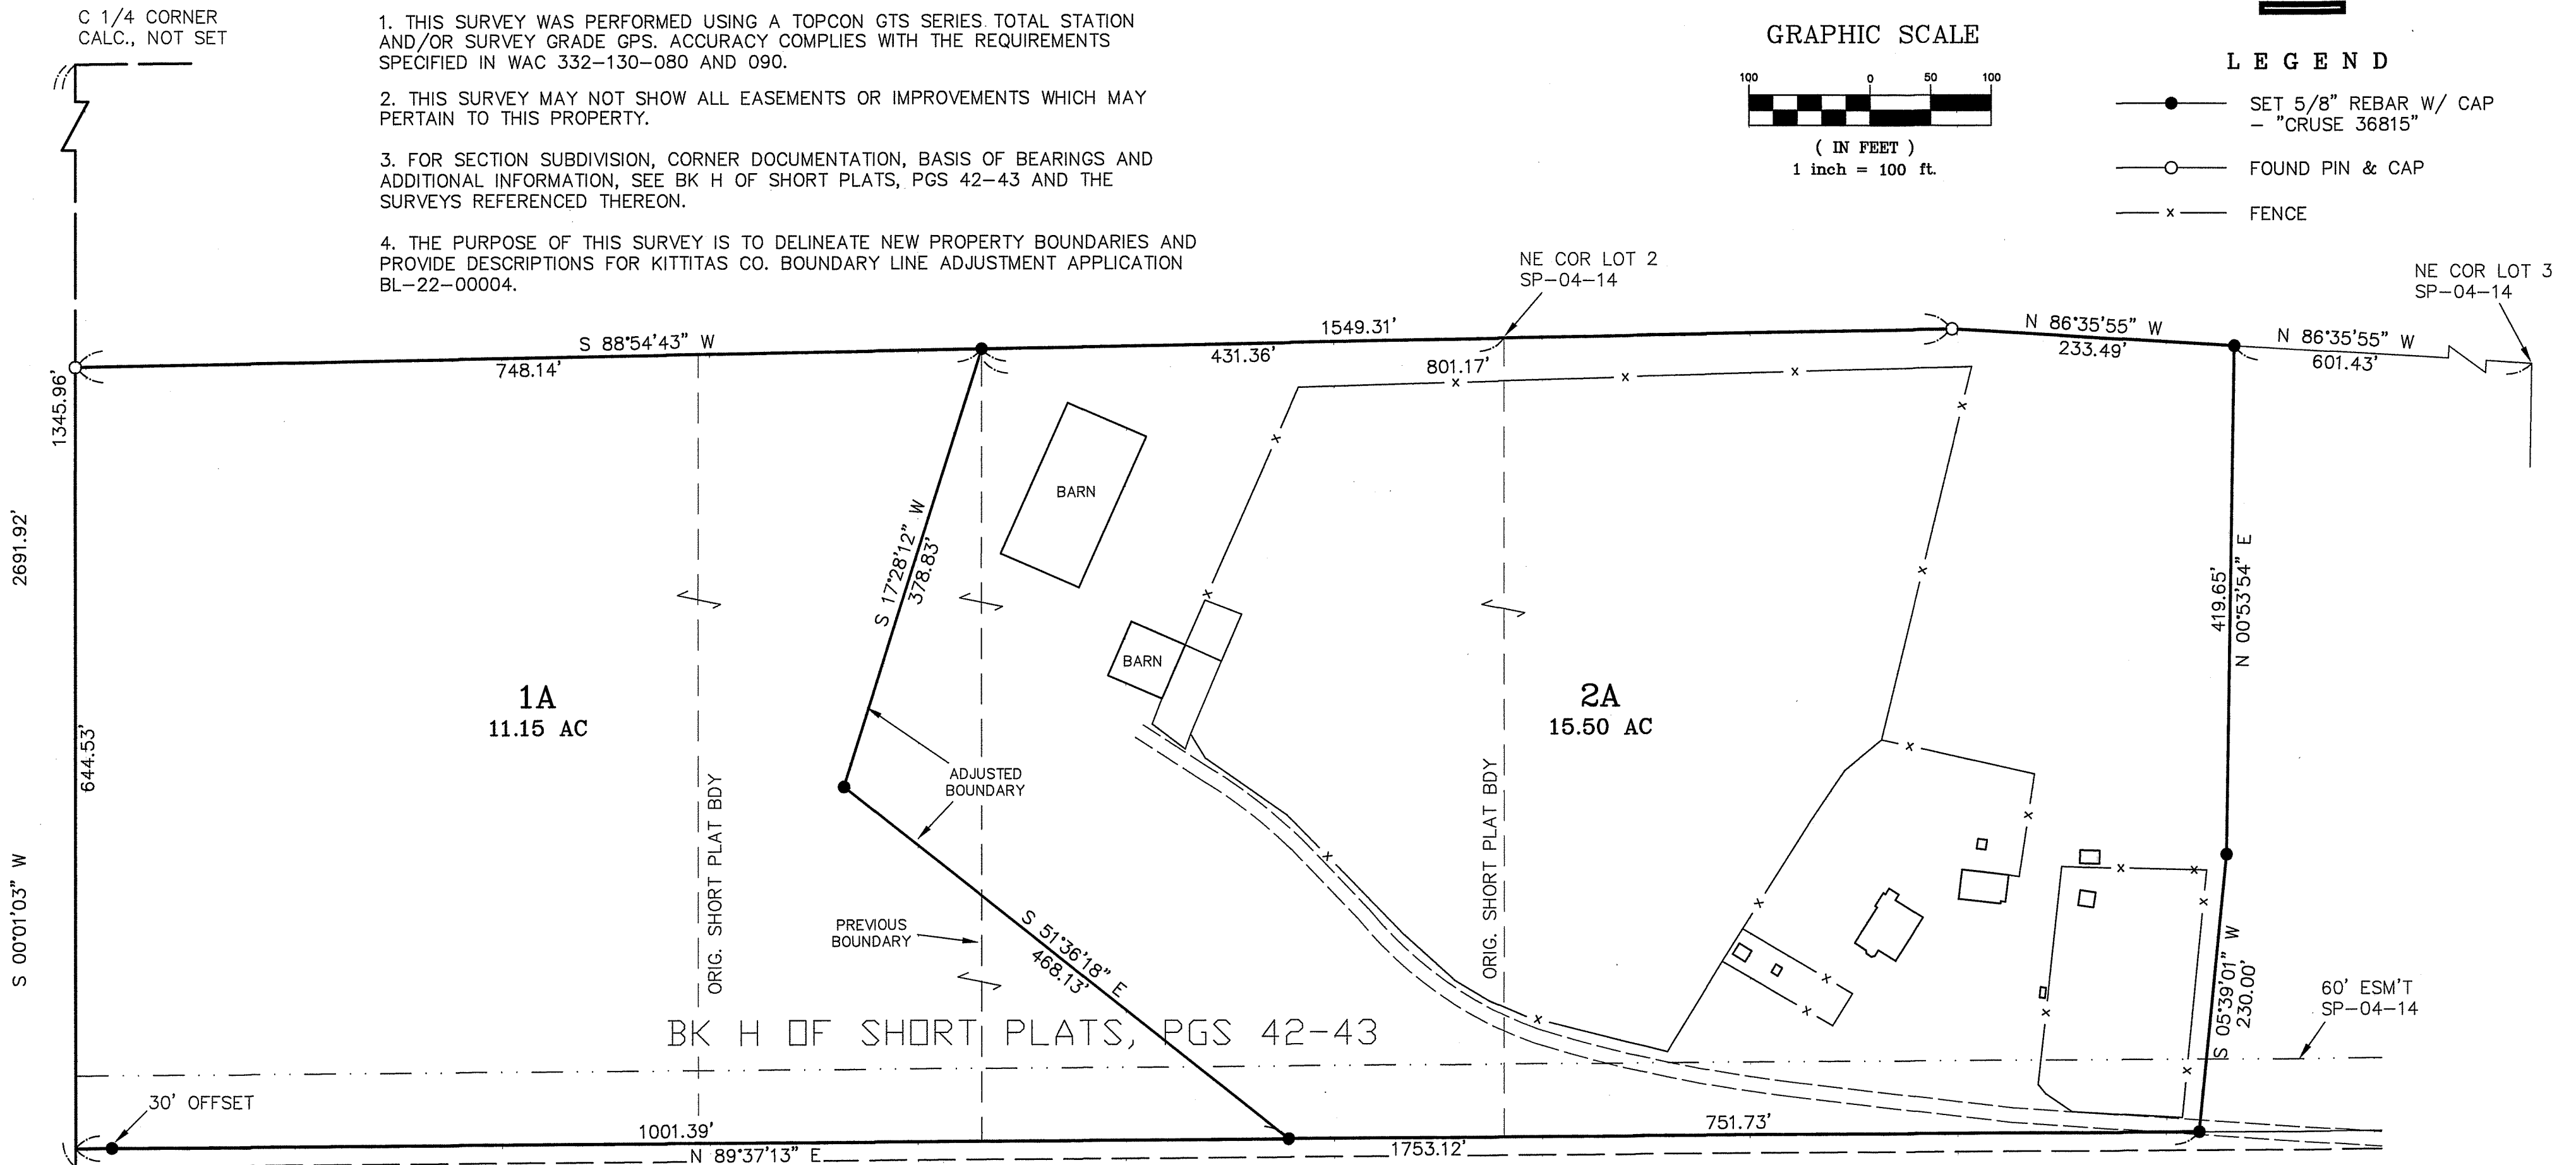 C 1/4 CORNER
CALC., NOT SET
1. THIS SURVEY WAS PERFORMED USING A TOPCON GTS SERIES TOTAL STATION
AND/OR SURVEY GRADE GPS. ACCURACY COMPLIES WITH THE REQUIREMENTS
SPECIFIED IN WAC 332-130-080 AND 090.
2. THIS SURVEY MAY NOT SHOW ALL EASEMENTS OR IMPROVEMENTS WHICH MAY
PERTAIN TO THIS PROPERTY.
3. FOR SECTION SUBDIVISION, CORNER DOCUMENTATION, BASIS OF BEARINGS AND
ADDITIONAL INFORMATION, SEE BK H OF SHORT PLATS, PGS 42-43 AND THE
SURVEYS REFERENCED THEREON.
4. THE PURPOSE OF THIS SURVEY IS TO DELINEATE NEW PROPERTY BOUNDARIES AND
PROVIDE DESCRIPTIONS FOR KITTITAS CO. BOUNDARY LINE ADJUSTMENT APPLICATION
BL-22-00004.
GRAPHIC SCALE
100 0 50 100
( IN FEET )
1 inch = 100 ft.
L E G E N D
SET 5/8" REBAR W/ CAP
- "CRUSE 36815"
FOUND PIN & CAP
x FENCE
NE COR LOT 2
SP-04-14
NE COR LOT 3
SP-04-14
S 88°54'43" W
748.14'
1549.31'
431.36'
801.17'
N 86°35'55" W
233.49'
N 86°35'55" W
601.43'
1345.96'
2691.92'
S 00°01'03" W
644.53'
S 17°28'12" W
378.83'
BARN
BARN
1A
11.15 AC
2A
15.50 AC
419.65'
N 00°53'54" E
ADJUSTED
BOUNDARY
ORIG. SHORT PLAT BDY
ORIG. SHORT PLAT BDY
PREVIOUS
BOUNDARY
S 51°36'18" E
468.13'
S 05°39'01" W
230.00'
60' ESM'T
SP-04-14
BK H OF SHORT PLATS, PGS 42-43
30' OFFSET
1001.39'
751.73'
N 89°37'13" E
1753.12'